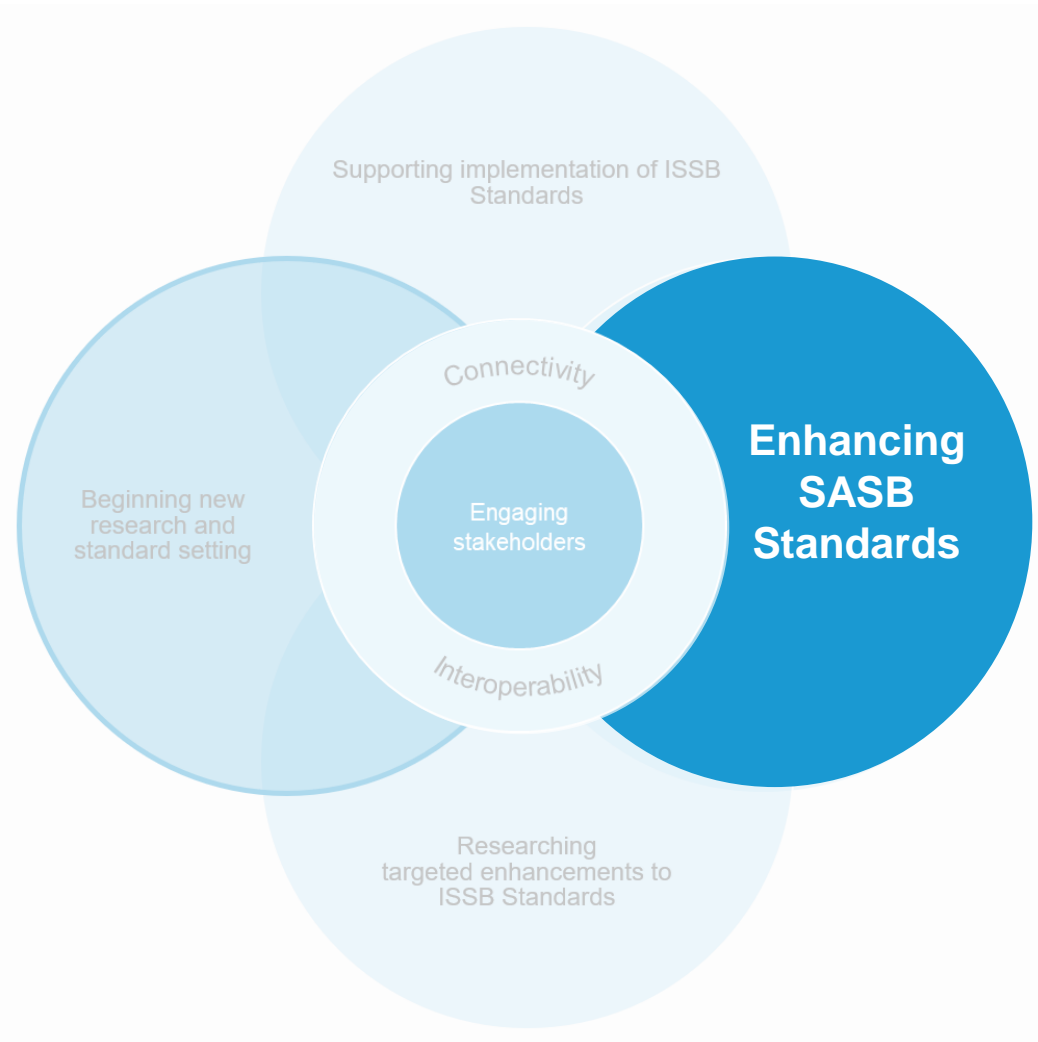 Supporting implementation of ISSB
Standards
Connectivity
Enhancing
SASB
Standards
Beginning new
research and
standard setting
Engaging
stakeholders
Interoperability
Researching
targeted enhancements to
ISSB Standards